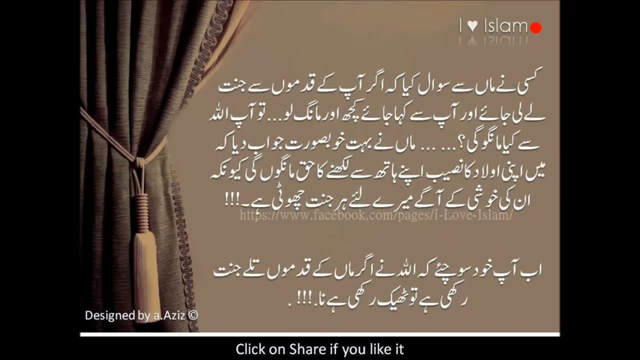 I ♥ Islam
کسی نے ماں سے سوال کیا کہ اگر آپ کے قدموں سے جنت
لے لی جائے اور آپ سے کہا جائے کچھ اور مانگ لو... تو آپ اللہ
سے کیا مانگو گی؟... ... ماں نے بہت خوبصورت جواب دیا کہ
میں اپنی اولاد کا نصیب اپنے ہاتھ سے لکھنے کا حق مانگوں گی کیونکہ
ان کی خوشی کے آگے میرے لئے ہر جنت چھوٹی ہے۔!!!
https://www.facebook.com/pages/I-Love-Islam/
اب آپ خود سوچئے کہ اللہ نے اگر ماں کے قدموں تلے جنت
رکھی ہے تو ٹھیک رکھی ہے نا.!!! .
Designed by a.Aziz ©
Click on Share if you like it